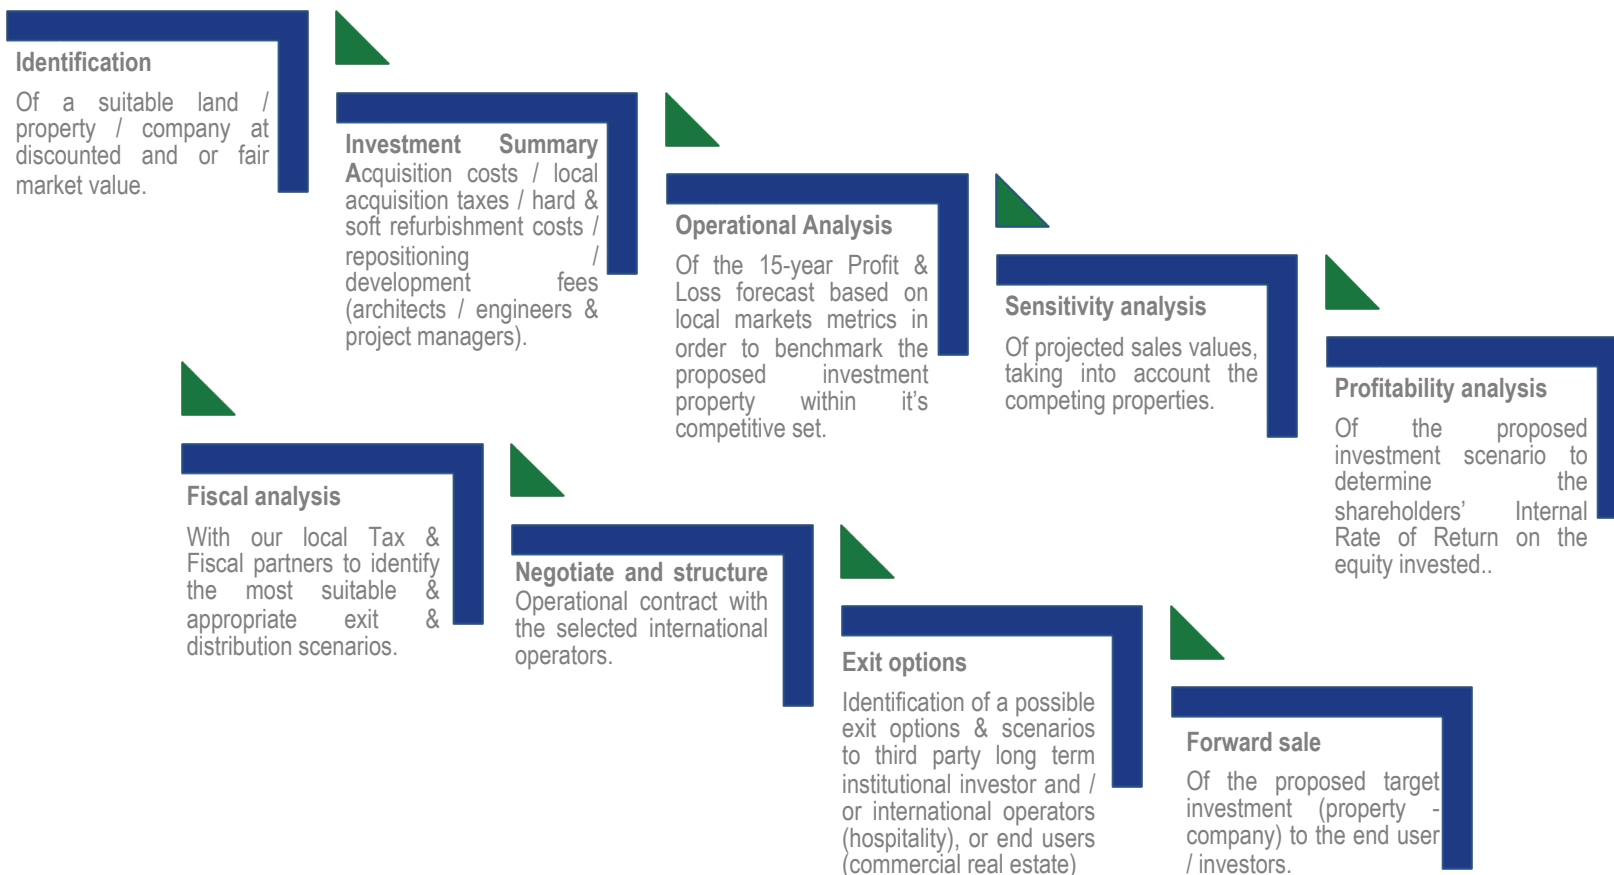 Identification
Of a suitable land /
property / company at
discounted and or fair
market value.
Investment Summary
Acquisition costs / local
acquisition taxes / hard &
soft refurbishment costs /
repositioning /
development fees
(architects / engineers &
project managers).
Operational Analysis
Of the 15-year Profit &
Loss forecast based on
local markets metrics in
order to benchmark the
proposed investment
property within it's
competitive set.
Sensitivity analysis
Of projected sales values,
taking into account the
competing properties.
Profitability analysis
Of the proposed
investment scenario to
determine the
shareholders’ Internal
Rate of Return on the
equity invested..
Fiscal analysis
With our local Tax &
Fiscal partners to identify
the most suitable &
appropriate exit &
distribution scenarios.
Negotiate and structure
Operational contract with
the selected international
operators.
Exit options
Identification of a possible
exit options & scenarios
to third party long term
institutional investor and /
or international operators
(hospitality), or end users
(commercial real estate)
Forward sale
Of the proposed target
investment (property -
company) to the end user
/ investors.